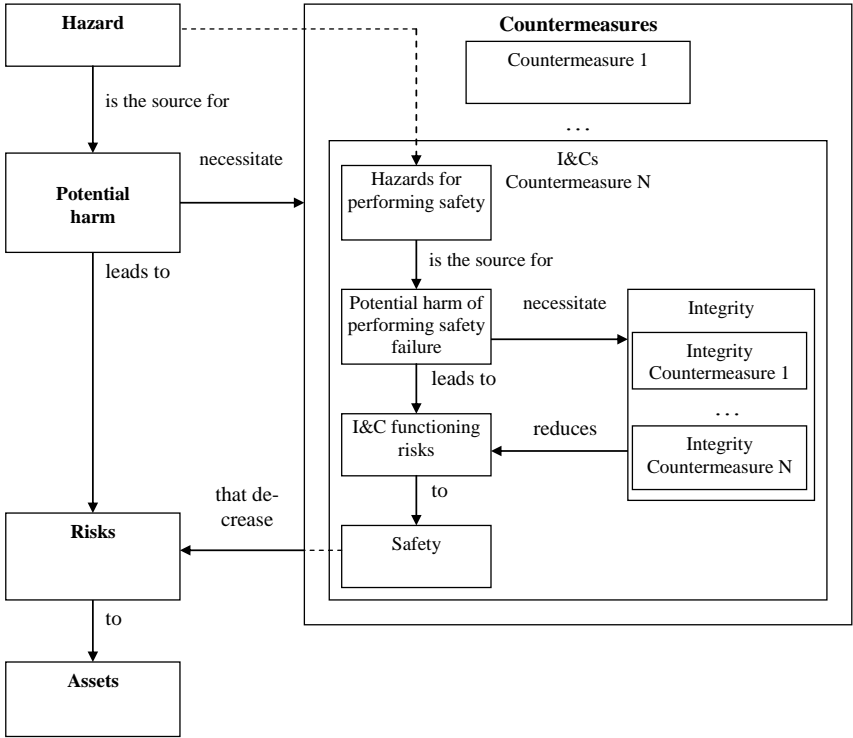 Hazard
is the source for
Potential
harm
leads to
Risks
to
Assets
necessitate
that de-
crease
Countermeasures
Countermeasure 1
...
I&Cs
Countermeasure N
Hazards for
performing safety
is the source for
Potential harm of
performing safety
failure
leads to
I&C functioning
risks
to
Safety
necessitate
reduces
Integrity
Integrity
Countermeasure 1
...
Integrity
Countermeasure N